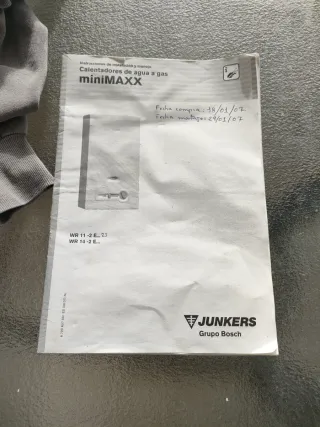 Instrucciones de instalación y manejo
Calentadores de agua a gas
miniMAXX
Fecha compra: 18/01/07
Fecha montaje: 24/01/07
WR 11 -2 E..
WR 14 -2 E..
JUNKERS
Grupo Bosch